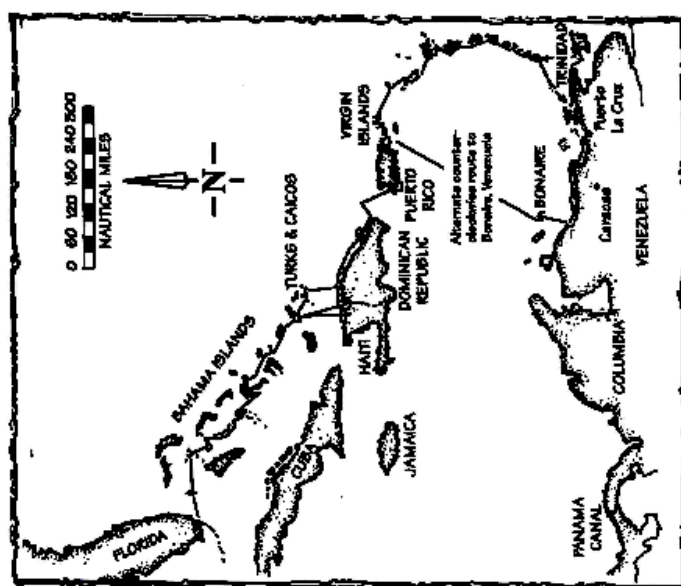 0 60 120 180 240 300
NAUTICAL MILES
-N-
BAHAMA ISLANDS
TURKS & CAICOS
VIRGIN
ISLANDS
FLORIDA
CUBA
HAITI
DOMINICAN
REPUBLIC
PUERTO
RICO
JAMAICA
Alternate counter-
clockwise route to
Bonaire, Venezuela
BONAIRE
TRINIDAD
Puerto
La Cruz
Caracas
VENEZUELA
COLUMBIA
PANAMA
CANAL